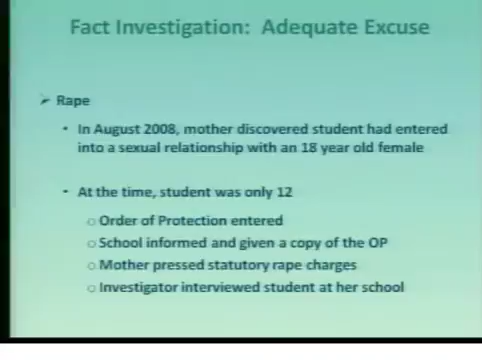 Fact Investigation: Adequate Excuse
➤ Rape
• In August 2008, mother discovered student had entered
into a sexual relationship with an 18 year old female
• At the time, student was only 12
○ Order of Protection entered
○ School informed and given a copy of the OP
○ Mother pressed statutory rape charges
○ Investigator interviewed student at her school